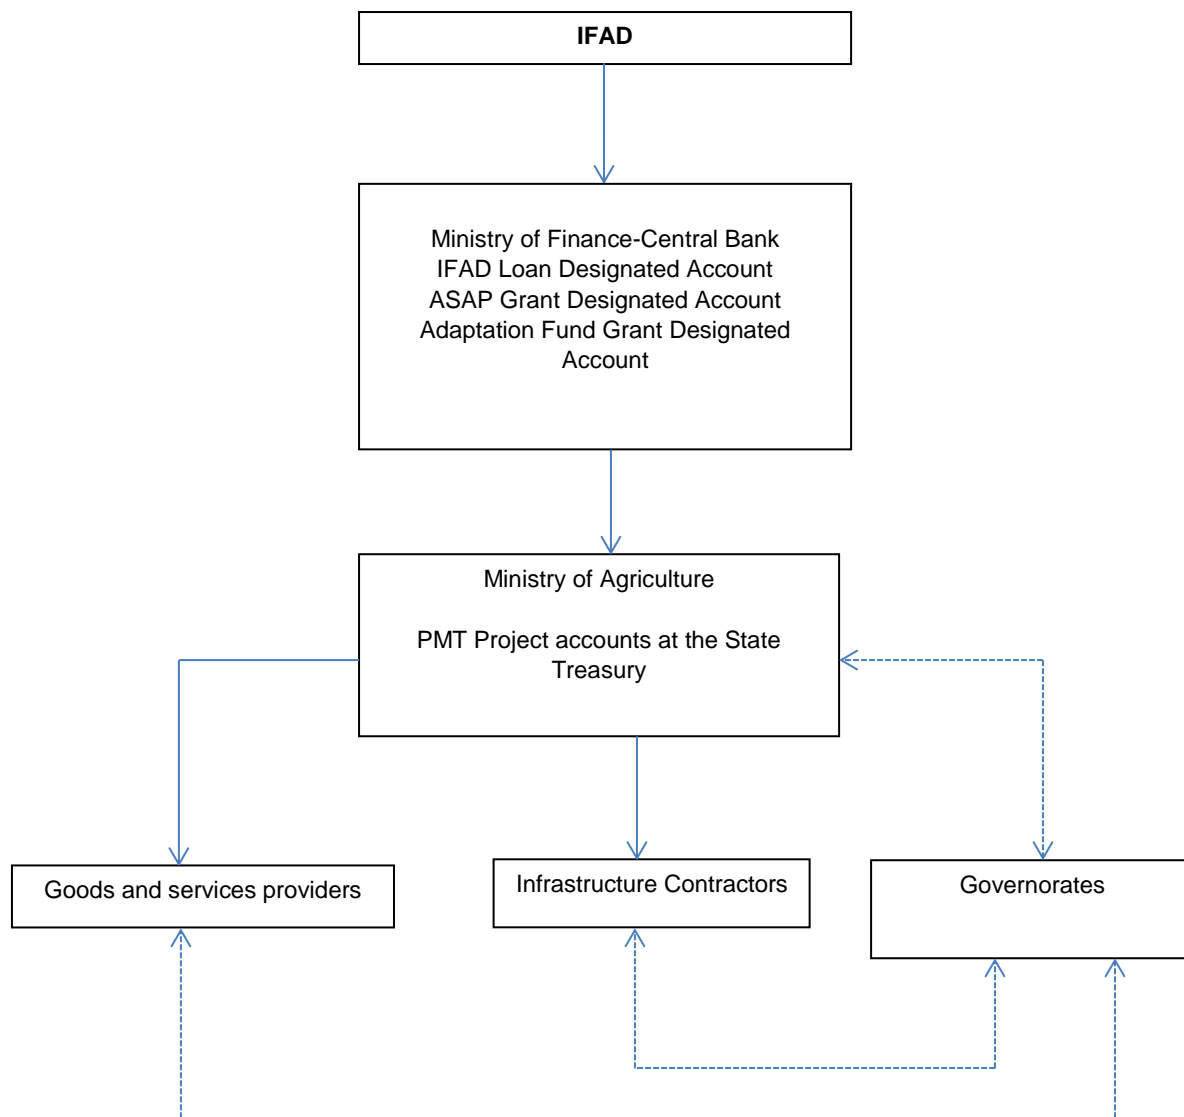 IFAD
Ministry of Finance-Central Bank
IFAD Loan Designated Account
ASAP Grant Designated Account
Adaptation Fund Grant Designated
Account
Ministry of Agriculture
PMT Project accounts at the State
Treasury
Goods and services providers
Infrastructure Contractors
Governorates